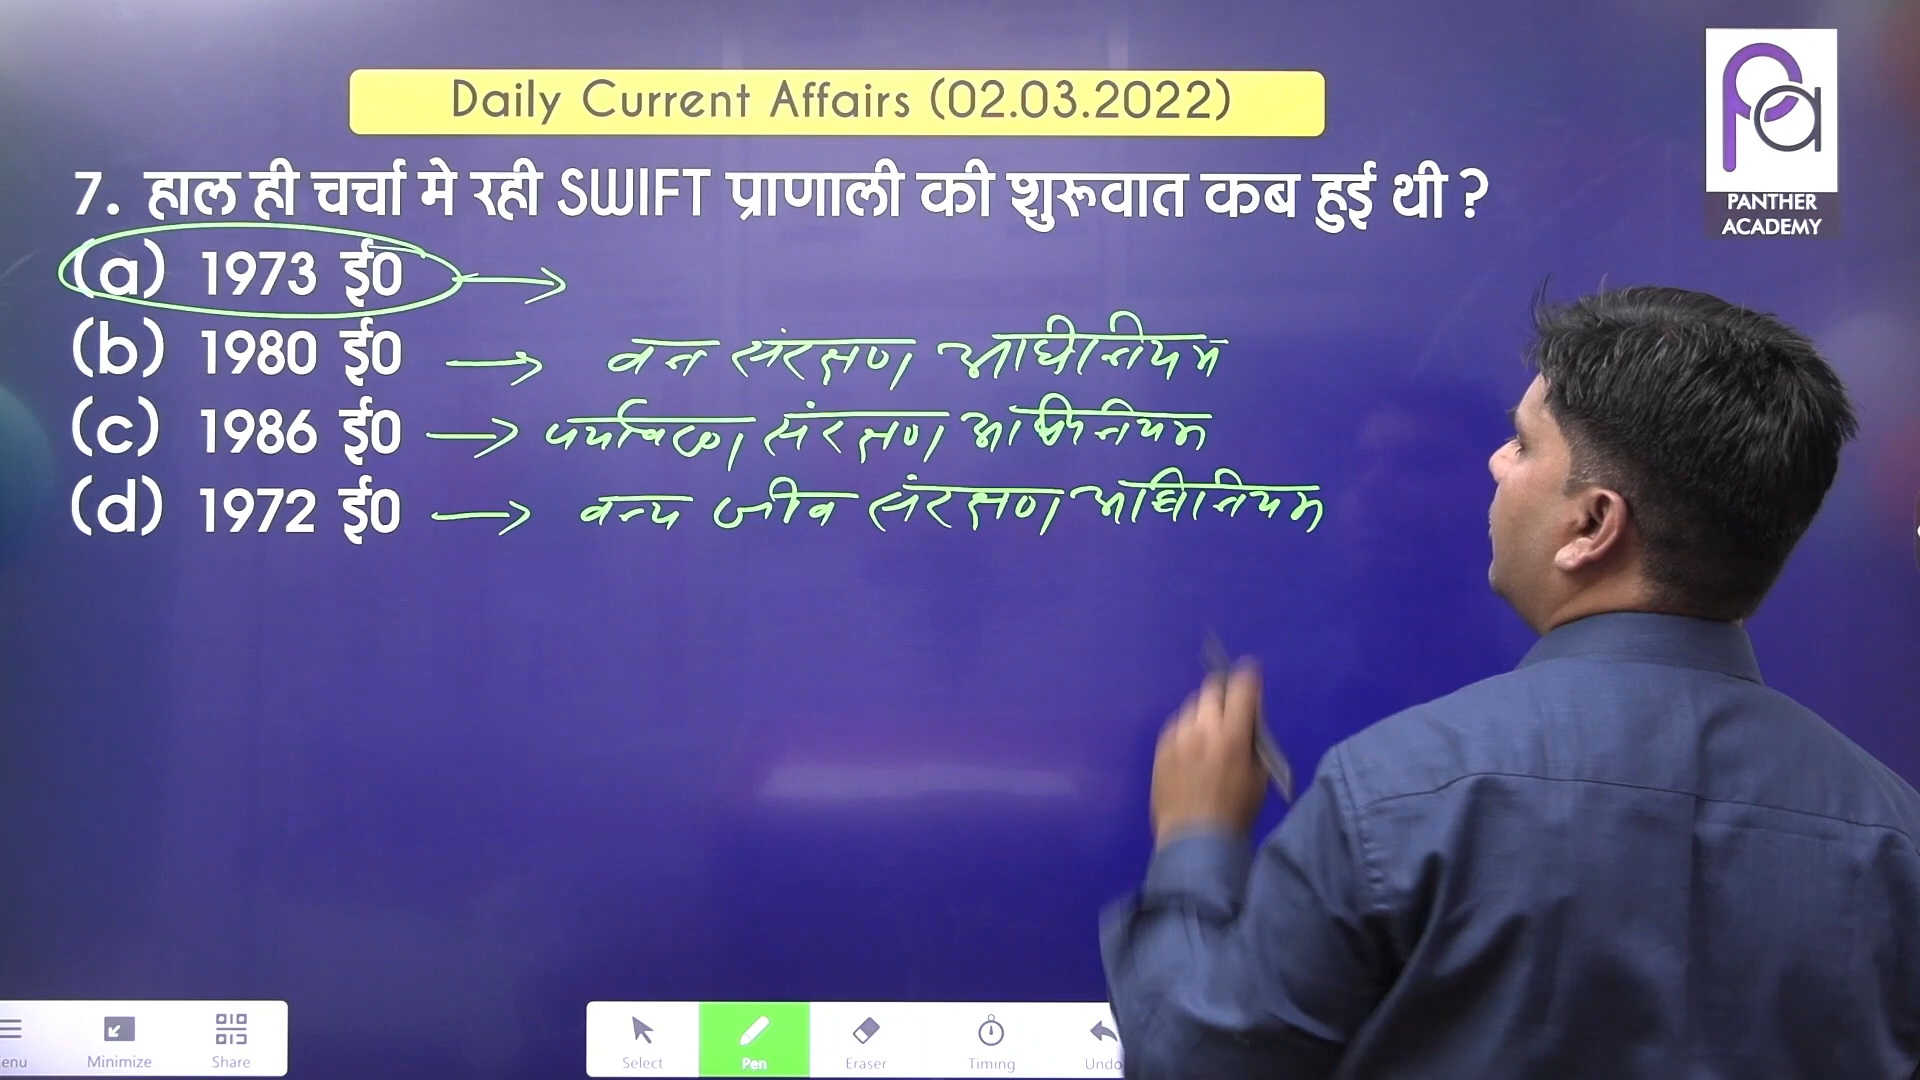 Daily Current Affairs (02.03.2022)
PANTHER
ACADEMY
7. हाल ही चर्चा मे रही SWIFT प्राणाली की शुरूवात कब हुई थी ?
(a) 1973 ई0 →
(b) 1980 ई0 → वन संरक्षण अधिनियम
(c) 1986 ई0 → पर्यावरण संरक्षण अधिनियम
(d) 1972 ई0 → वन्य जीव संरक्षण अधिनियम
enu Minimize Share Select Pen Eraser Timing Undo